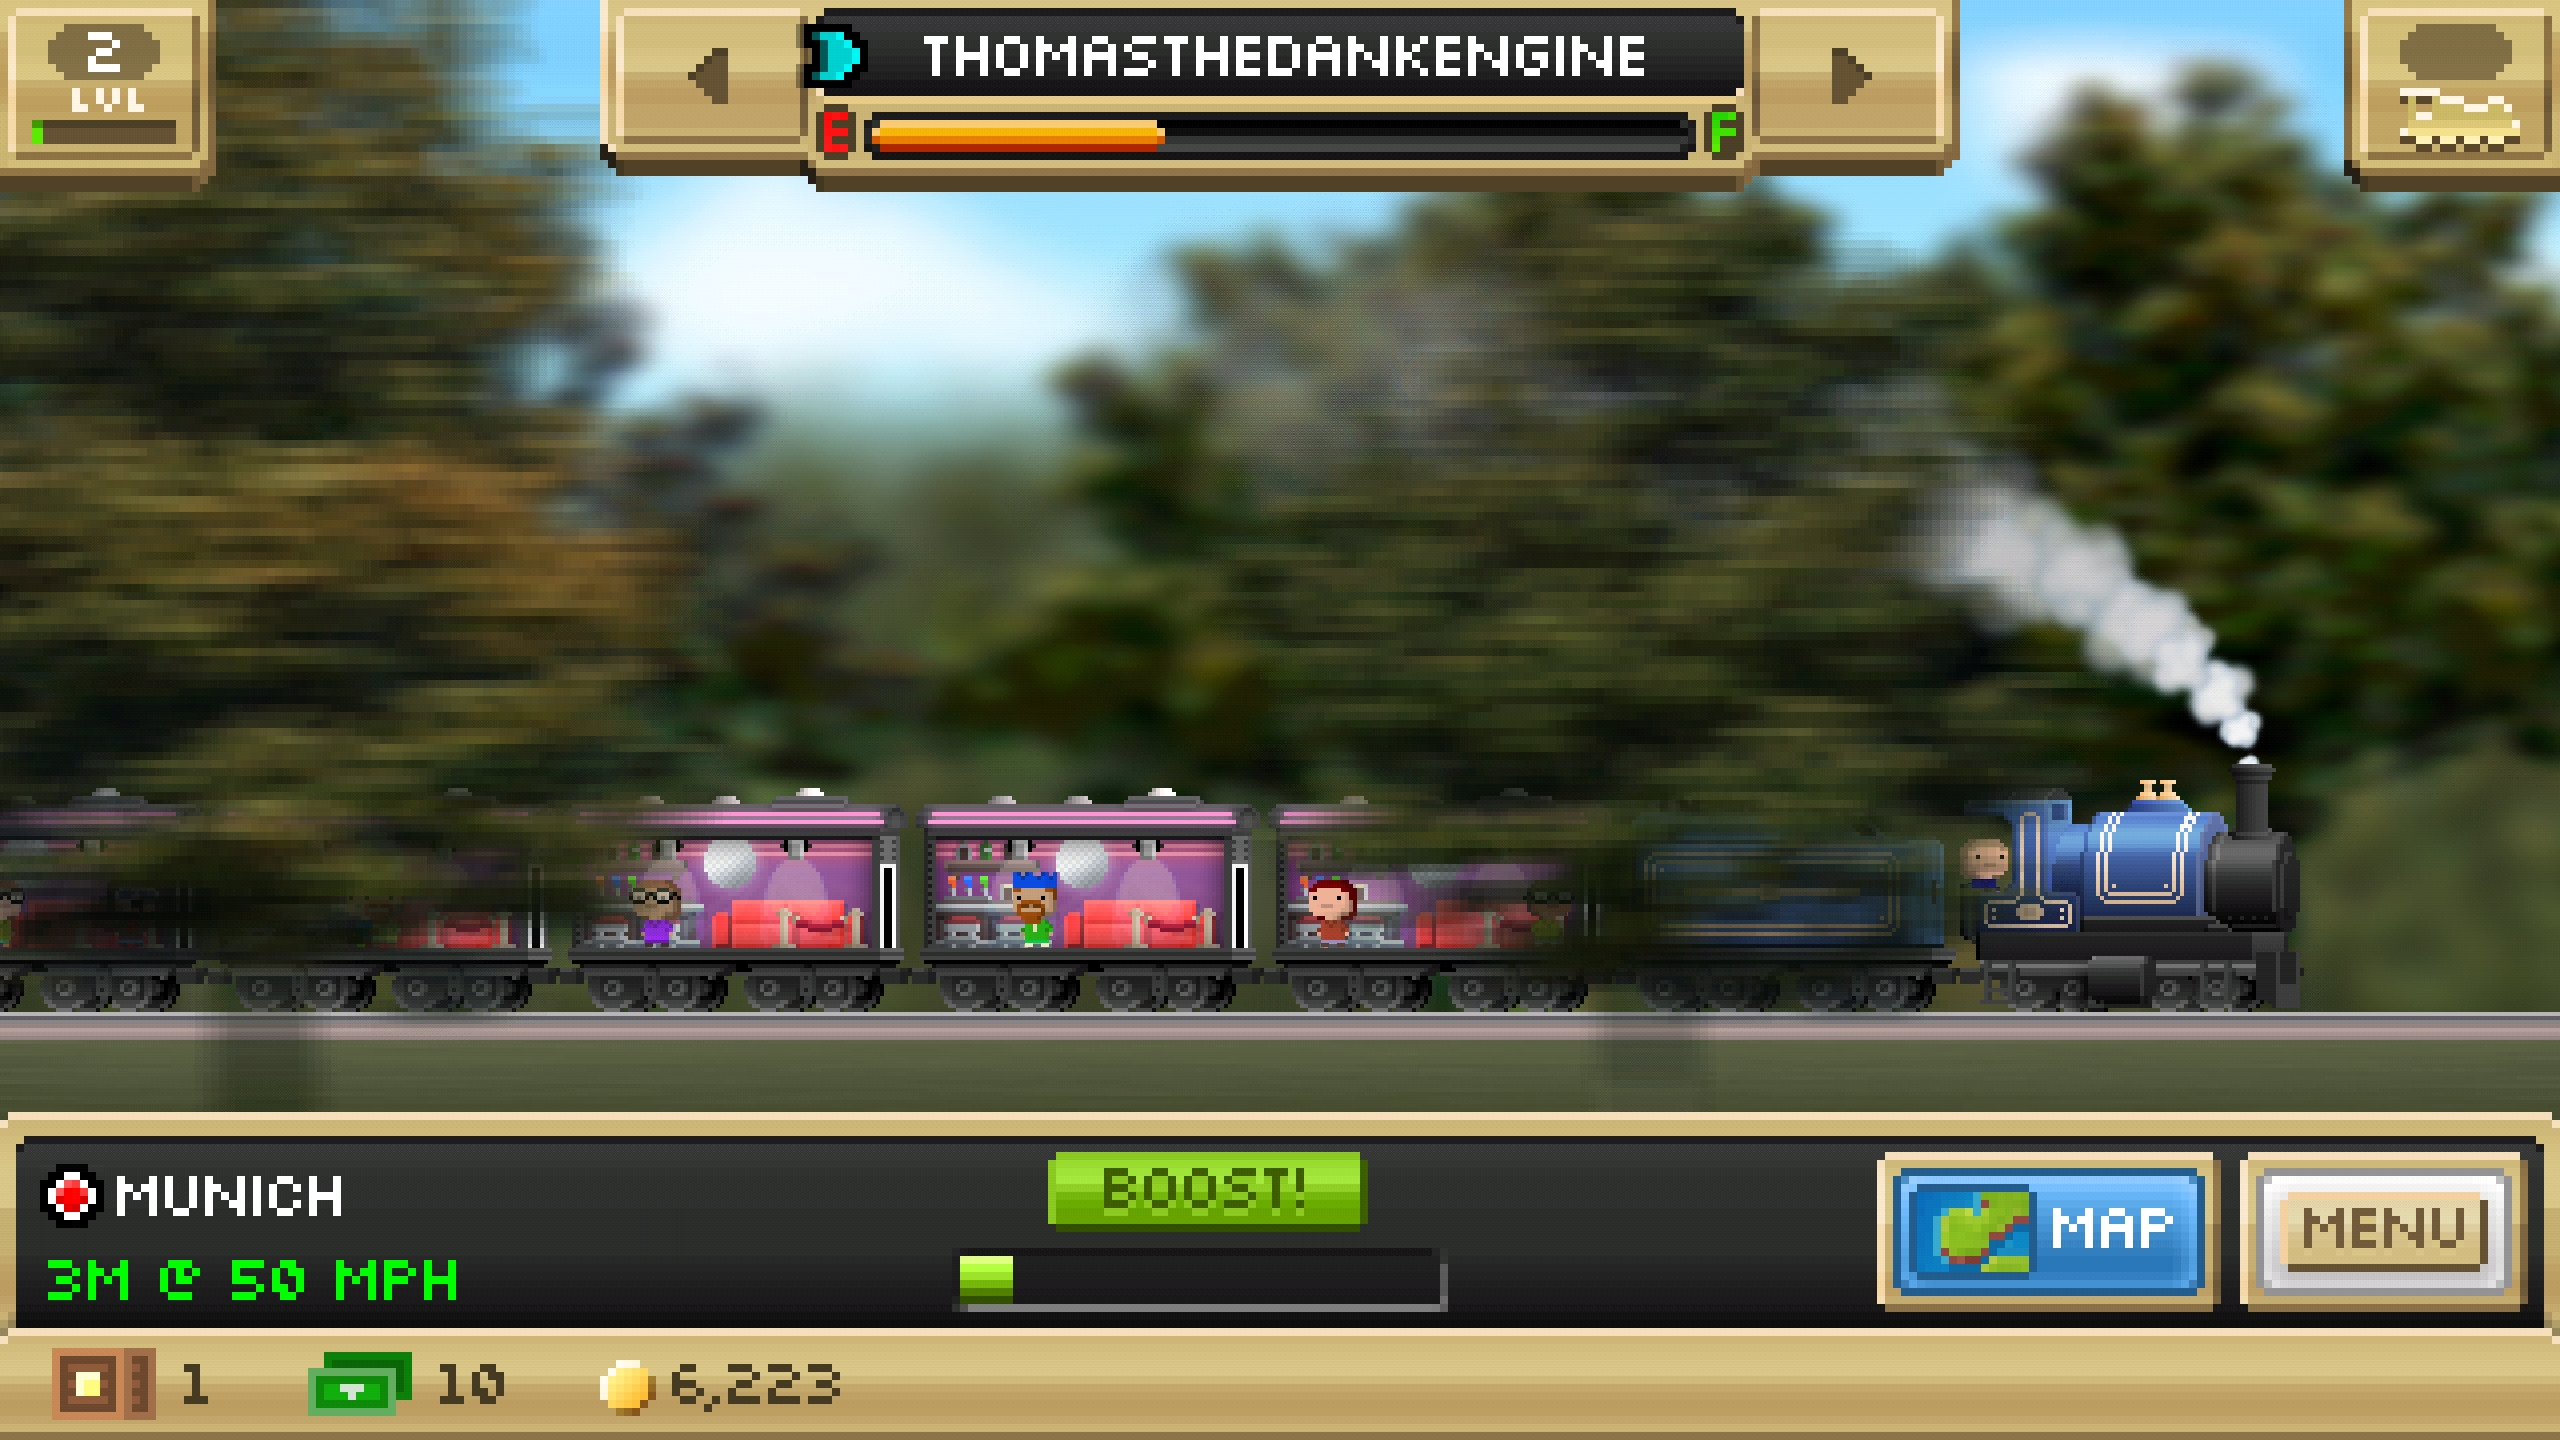 2
LVL
THOMASTHEDANKENGINE
E F
MUNICH
3M @ 50 MPH
BOOST!
MAP
MENU
1
10
6,223